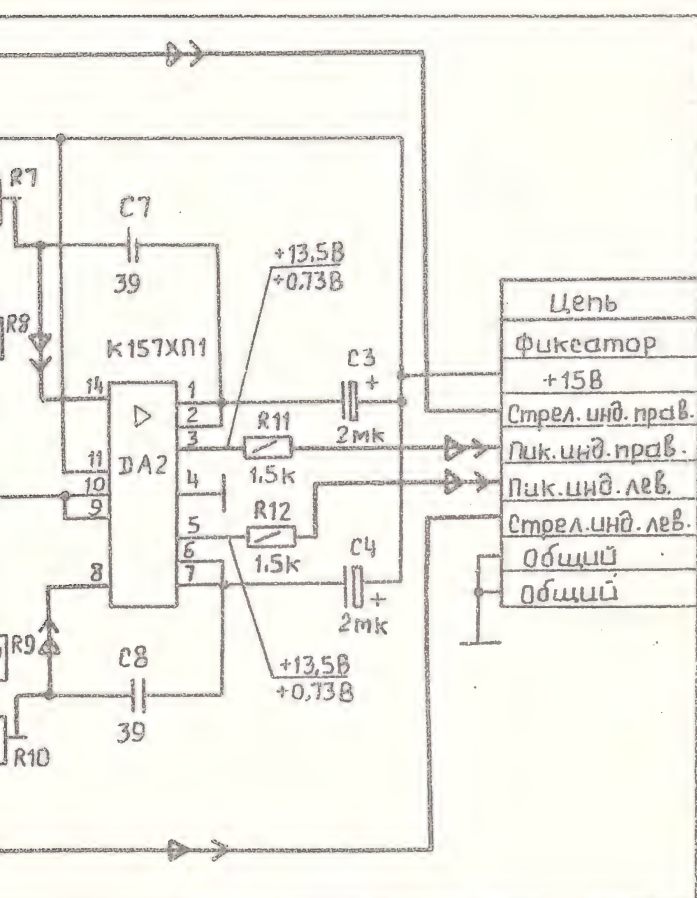 R7
C7
39
+13,5В
+0,73В
R8
К157ХП1
C3
+
2мк
14
1
2
3
11
DA2
10
9
4
5
6
7
8
R11
1,5к
R12
1,5к
C4
+
2мк
Цепь
Фиксатор
+15В
Стрел. инд. прав.
Пик. инд. прав.
Пик. инд. лев.
Стрел. инд. лев.
Общий
Общий
R9
C8
39
+13,5В
+0,73В
R10